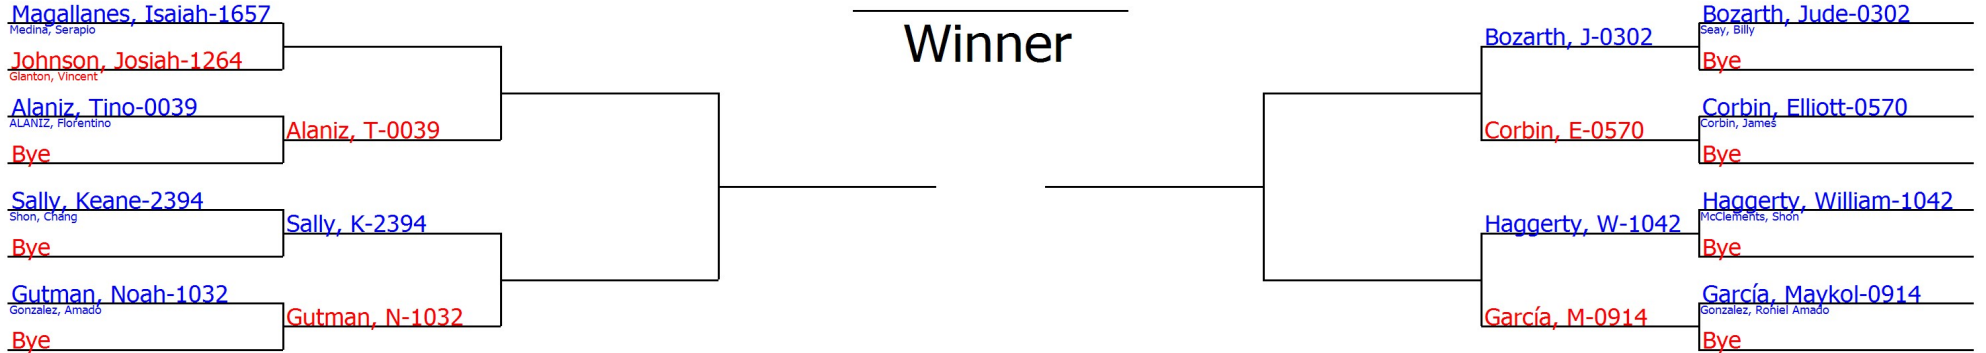 Magallanes, Isaiah-1657
Medina, Serapio
Johnson, Josiah-1264
Glanton, Vincent
Alaniz, Tino-0039
ALANIZ, Florentino
Bye
Alaniz, T-0039
Sally, Keane-2394
Shon, Chang
Bye
Sally, K-2394
Gutman, Noah-1032
Gonzalez, Amado
Bye
Gutman, N-1032
Winner
Bozarth, J-0302
Corbin, E-0570
Haggerty, W-1042
García, M-0914
Bozarth, Jude-0302
Seay, Billy
Bye
Corbin, Elliott-0570
Corbin, James
Bye
Haggerty, William-1042
McClements, Shon
Bye
García, Maykol-0914
Gonzalez, Roniel Amado
Bye